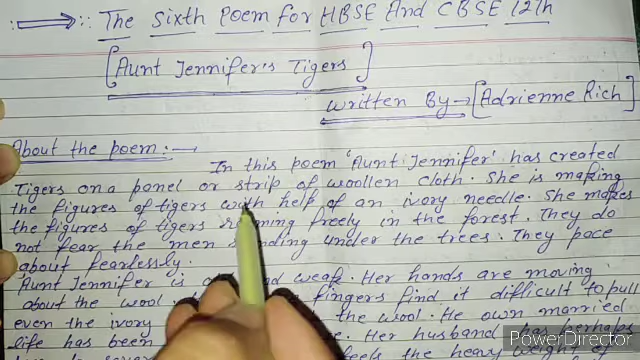 :: The Sixth Poem for HBSE And CBSE 12th
[Aunt Jennifer's Tigers]
written By → [Adrienne Rich]
About the poem :-
In this poem 'Aunt Jennifer' has created
Tigers on a panel or strip of woollen cloth. She is making
the figures of tigers with help of an ivory needle. She makes
the figures of tigers running freely in the forest. They do
not fear the men standing under the trees. They pace
about fearlessly.
Aunt Jennifer is and weak. Her hands are moving
about the wool. fingers find it difficult to pull
even the ivory the wool. He own married
life has been Her husband has perhaps
feels the heavy weight of
PowerDirector